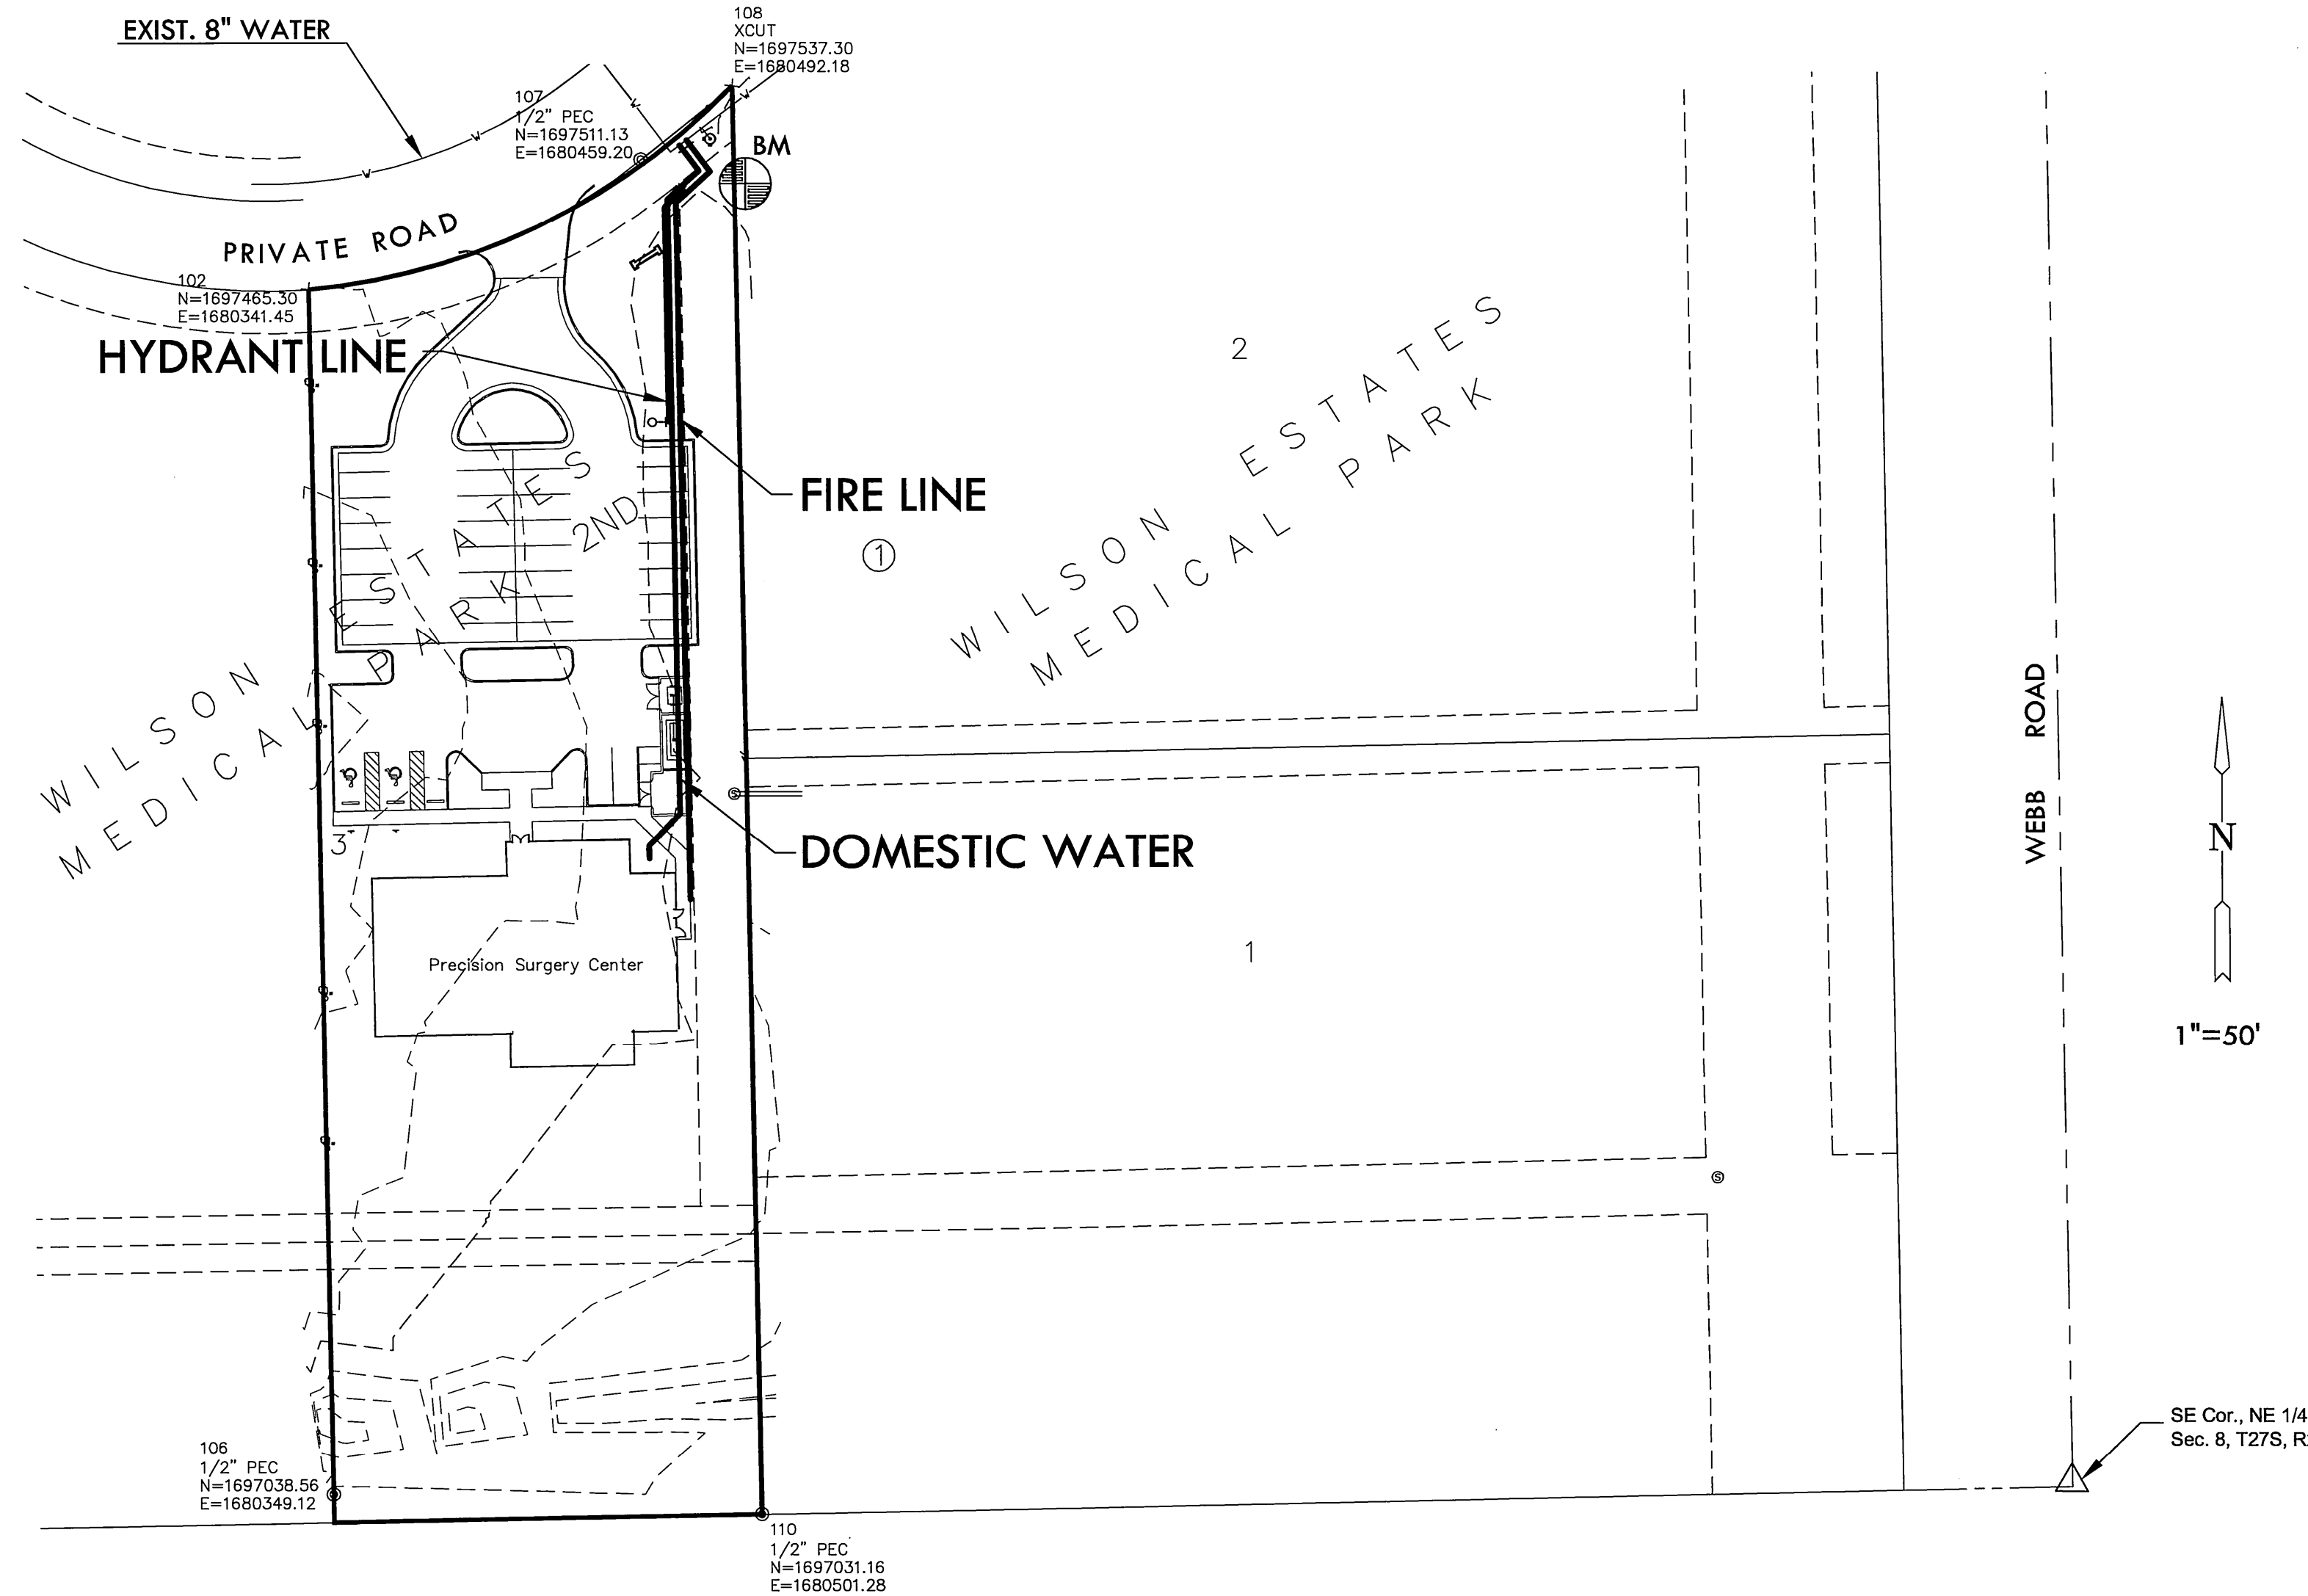 EXIST. 8" WATER
108
XCUT
N=1697537.30
E=1680492.18
107
1/2" PEC
N=1697511.13
E=1680459.20
BM
PRIVATE ROAD
102
N=1697465.30
E=1680341.45
HYDRANT LINE
2
WILSON ESTATES
MEDICAL PARK
FIRE LINE
1
WILSON ESTATES
MEDICAL PARK 2ND
WEBB ROAD
N
1"=50'
3
S
DOMESTIC WATER
Precision Surgery Center
1
S
SE Cor., NE 1/4
Sec. 8, T27S,
106
1/2" PEC
N=1697038.56
E=1680349.12
110
1/2" PEC
N=1697031.16
E=1680501.28